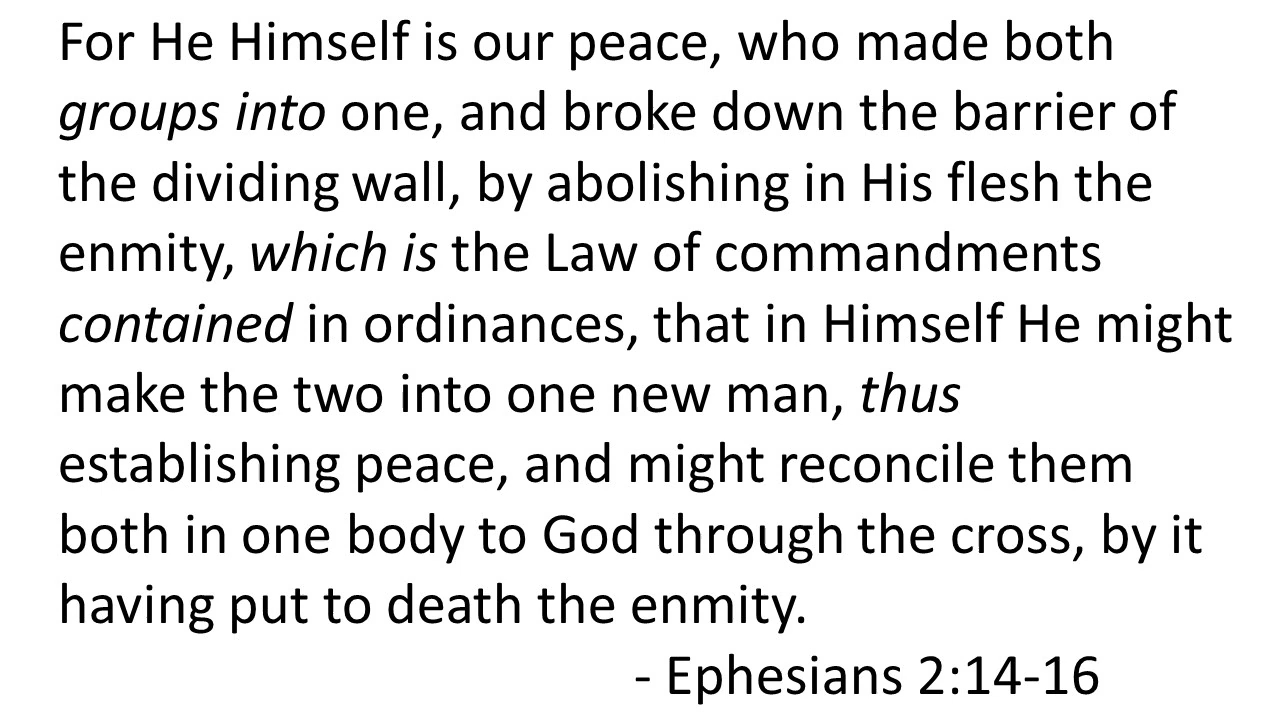 For He Himself is our peace, who made both
groups into one, and broke down the barrier of
the dividing wall, by abolishing in His flesh the
enmity, which is the Law of commandments
contained in ordinances, that in Himself He might
make the two into one new man, thus
establishing peace, and might reconcile them
both in one body to God through the cross, by it
having put to death the enmity.
- Ephesians 2:14-16